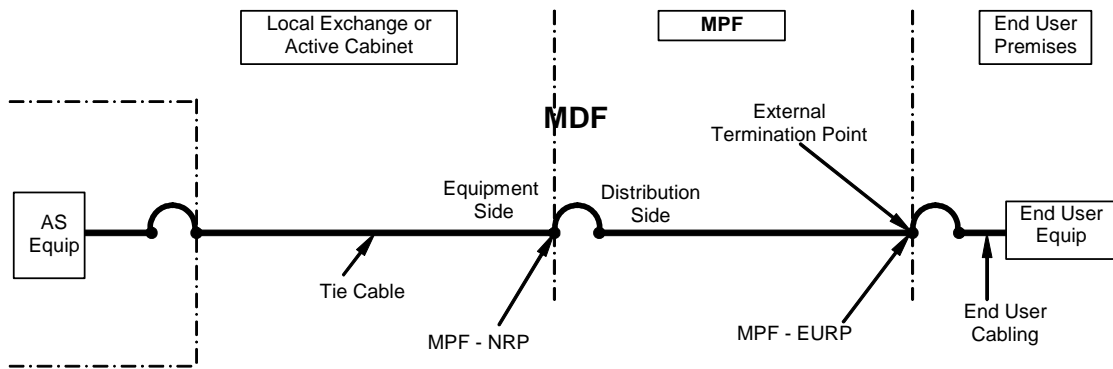 Local Exchange or
Active Cabinet
MPF
End User
Premises
MDF
External
Termination Point
Equipment
Side
Distribution
Side
AS
Equip
End User
Equip
Tie Cable
MPF - NRP
MPF - EURP
End User
Cabling